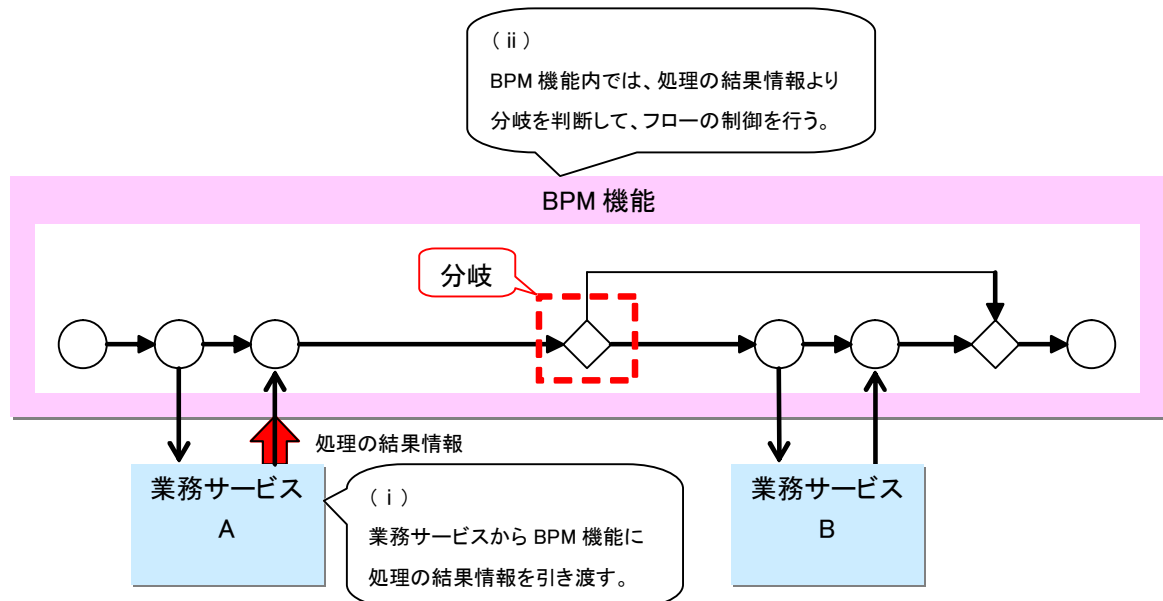 (ⅱ)
BPM 機能内では、処理の結果情報より
分岐を判断して、フローの制御を行う。
BPM 機能
分岐
処理の結果情報
業務サービス
A
(ⅰ)
業務サービスから BPM 機能に
処理の結果情報を引き渡す。
業務サービス
B